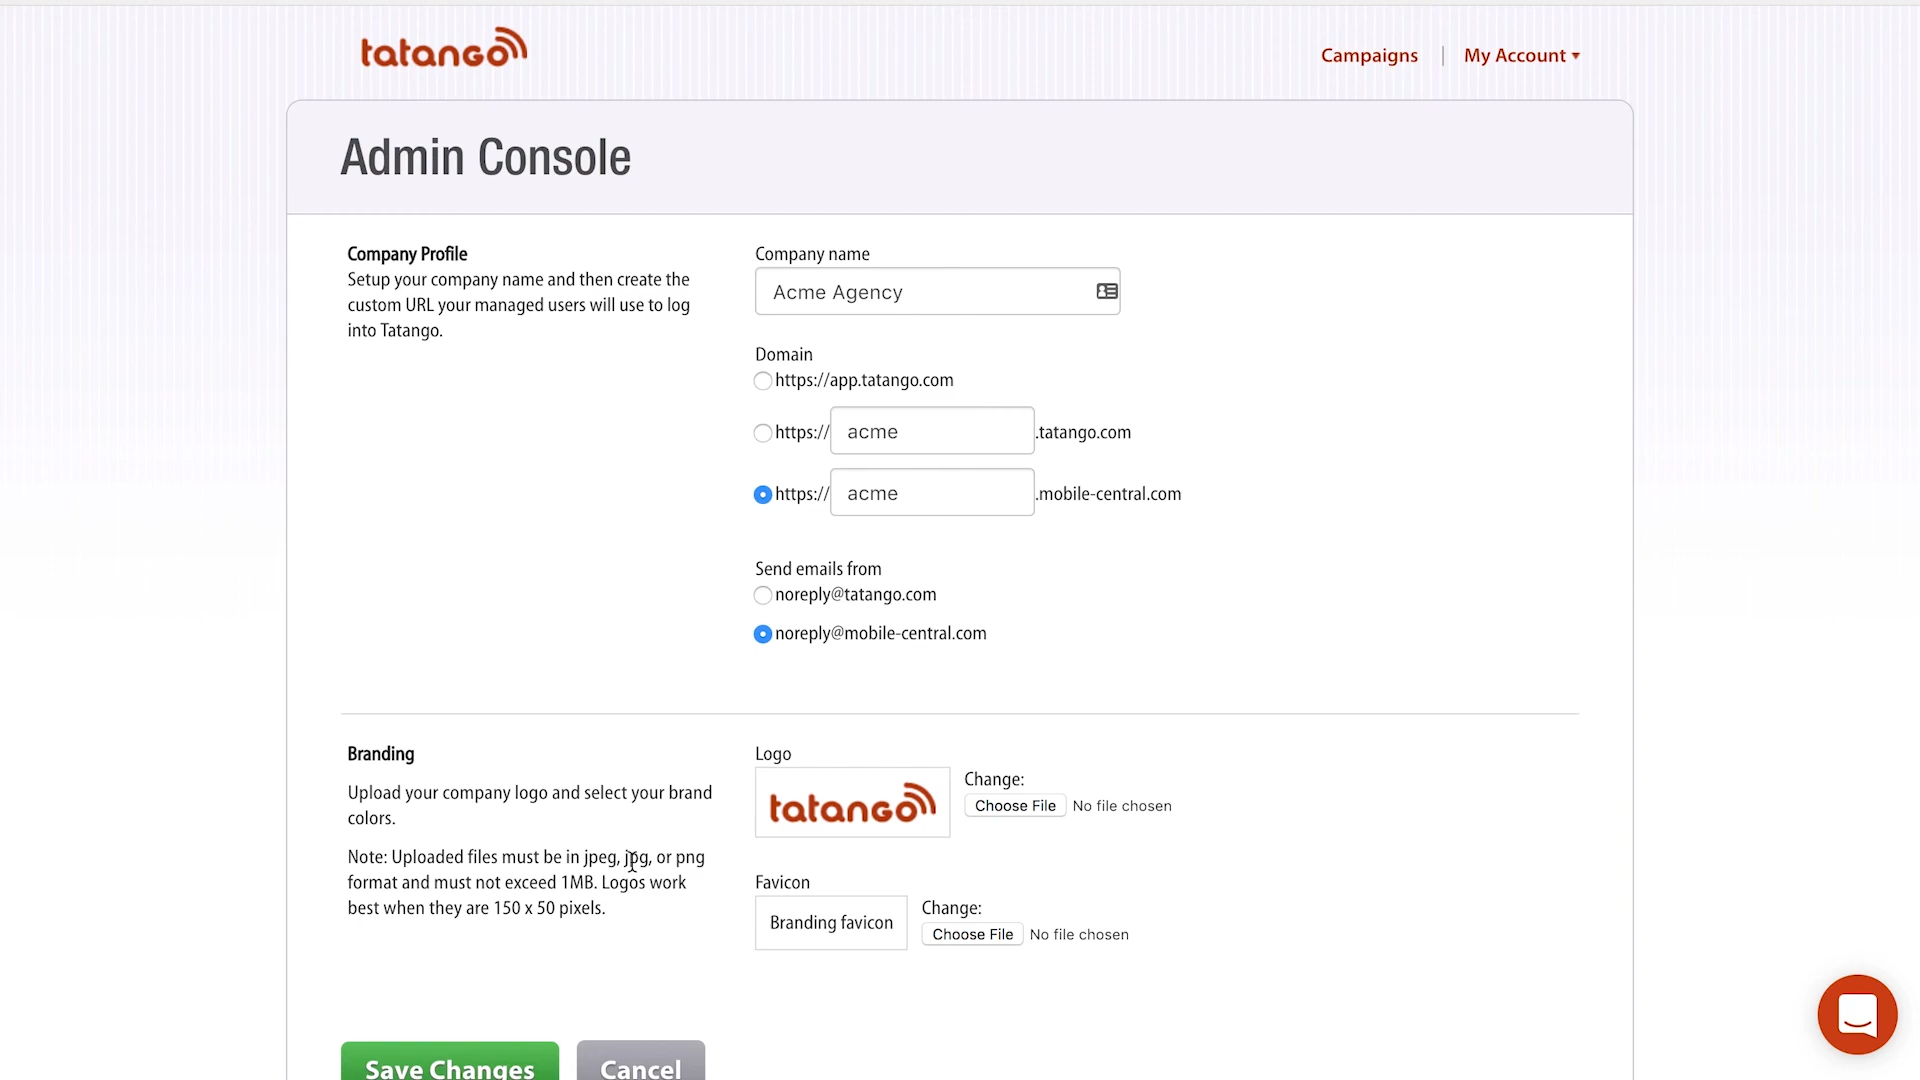 tatango
Campaigns | My Account
Admin Console
Company Profile
Setup your company name and then create the
custom URL your managed users will use to log
into Tatango.
Company name
Acme Agency
Domain
https://app.tatango.com
https:// acme .tatango.com
https:// acme .mobile-central.com
Send emails from
noreply@tatango.com
noreply@mobile-central.com
Branding
Upload your company logo and select your brand
colors.
Note: Uploaded files must be in jpeg, jpg, or png
format and must not exceed 1MB. Logos work
best when they are 150 x 50 pixels.
Logo
tatango
Change:
Choose File No file chosen
Favicon
Branding favicon
Change:
Choose File No file chosen
Save Changes Cancel